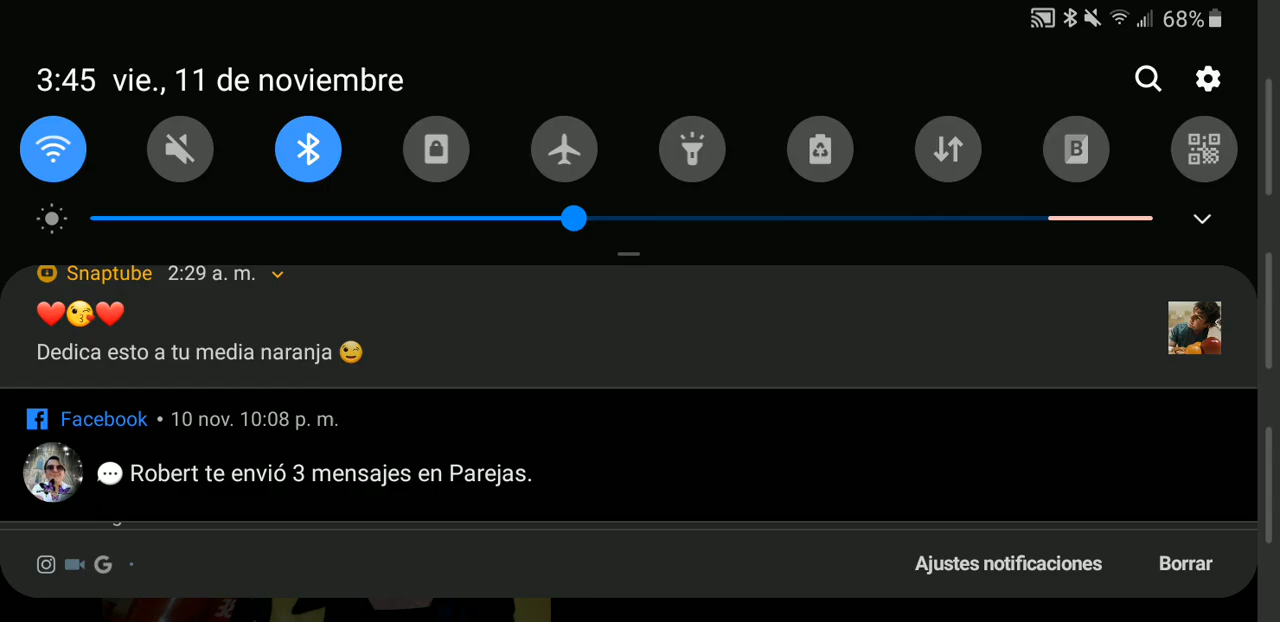 68%
3:45 vie., 11 de noviembre
B
Snaptube 2:29 a. m.
❤️😘❤️
Dedica esto a tu media naranja 😉
Facebook • 10 nov. 10:08 p. m.
💬 Robert te envió 3 mensajes en Parejas.
G
Ajustes notificaciones Borrar